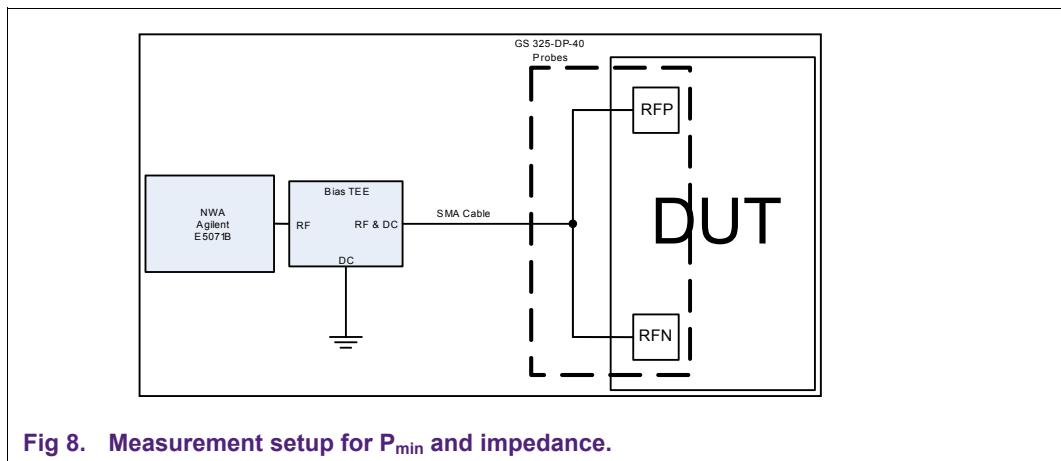 GS 325-DP-40
Probes
RFP
NWA
Agilent
E5071B
Bias TEE
RF
RF & DC
DC
SMA Cable
DUT
RFN
Fig 8. Measurement setup for Pmin and impedance.